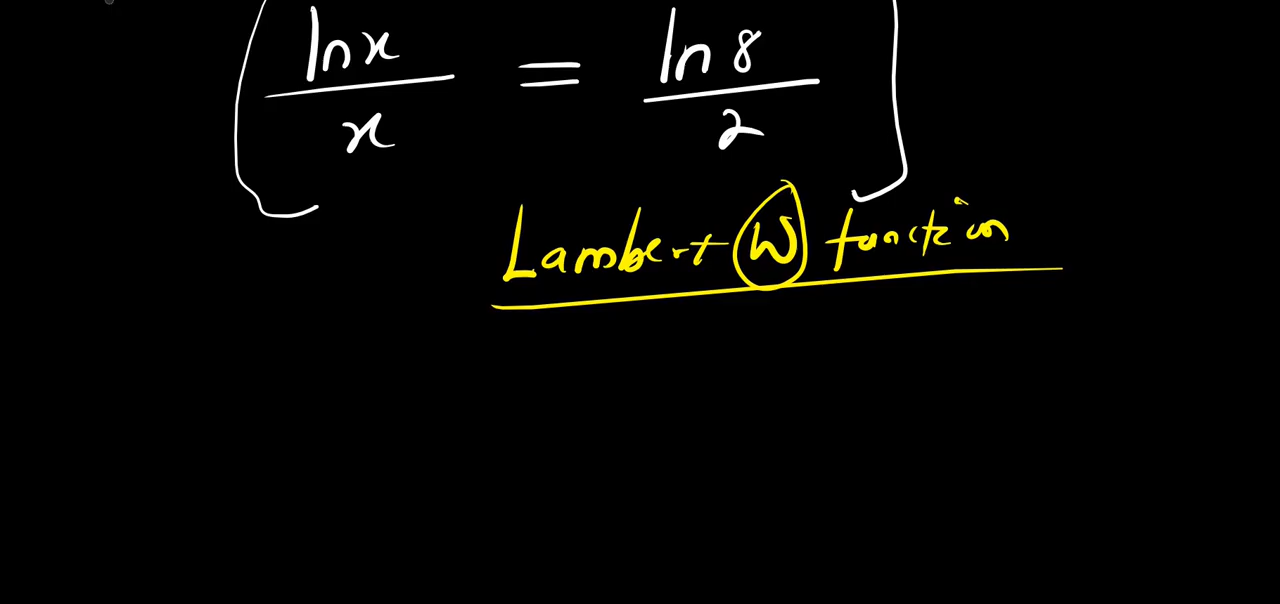 ln x / x = ln 8 / 2
Lambert W function